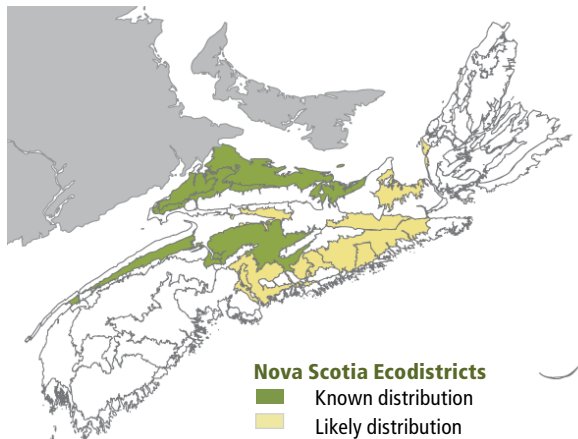 Nova Scotia Ecodistricts
Known distribution
Likely distribution